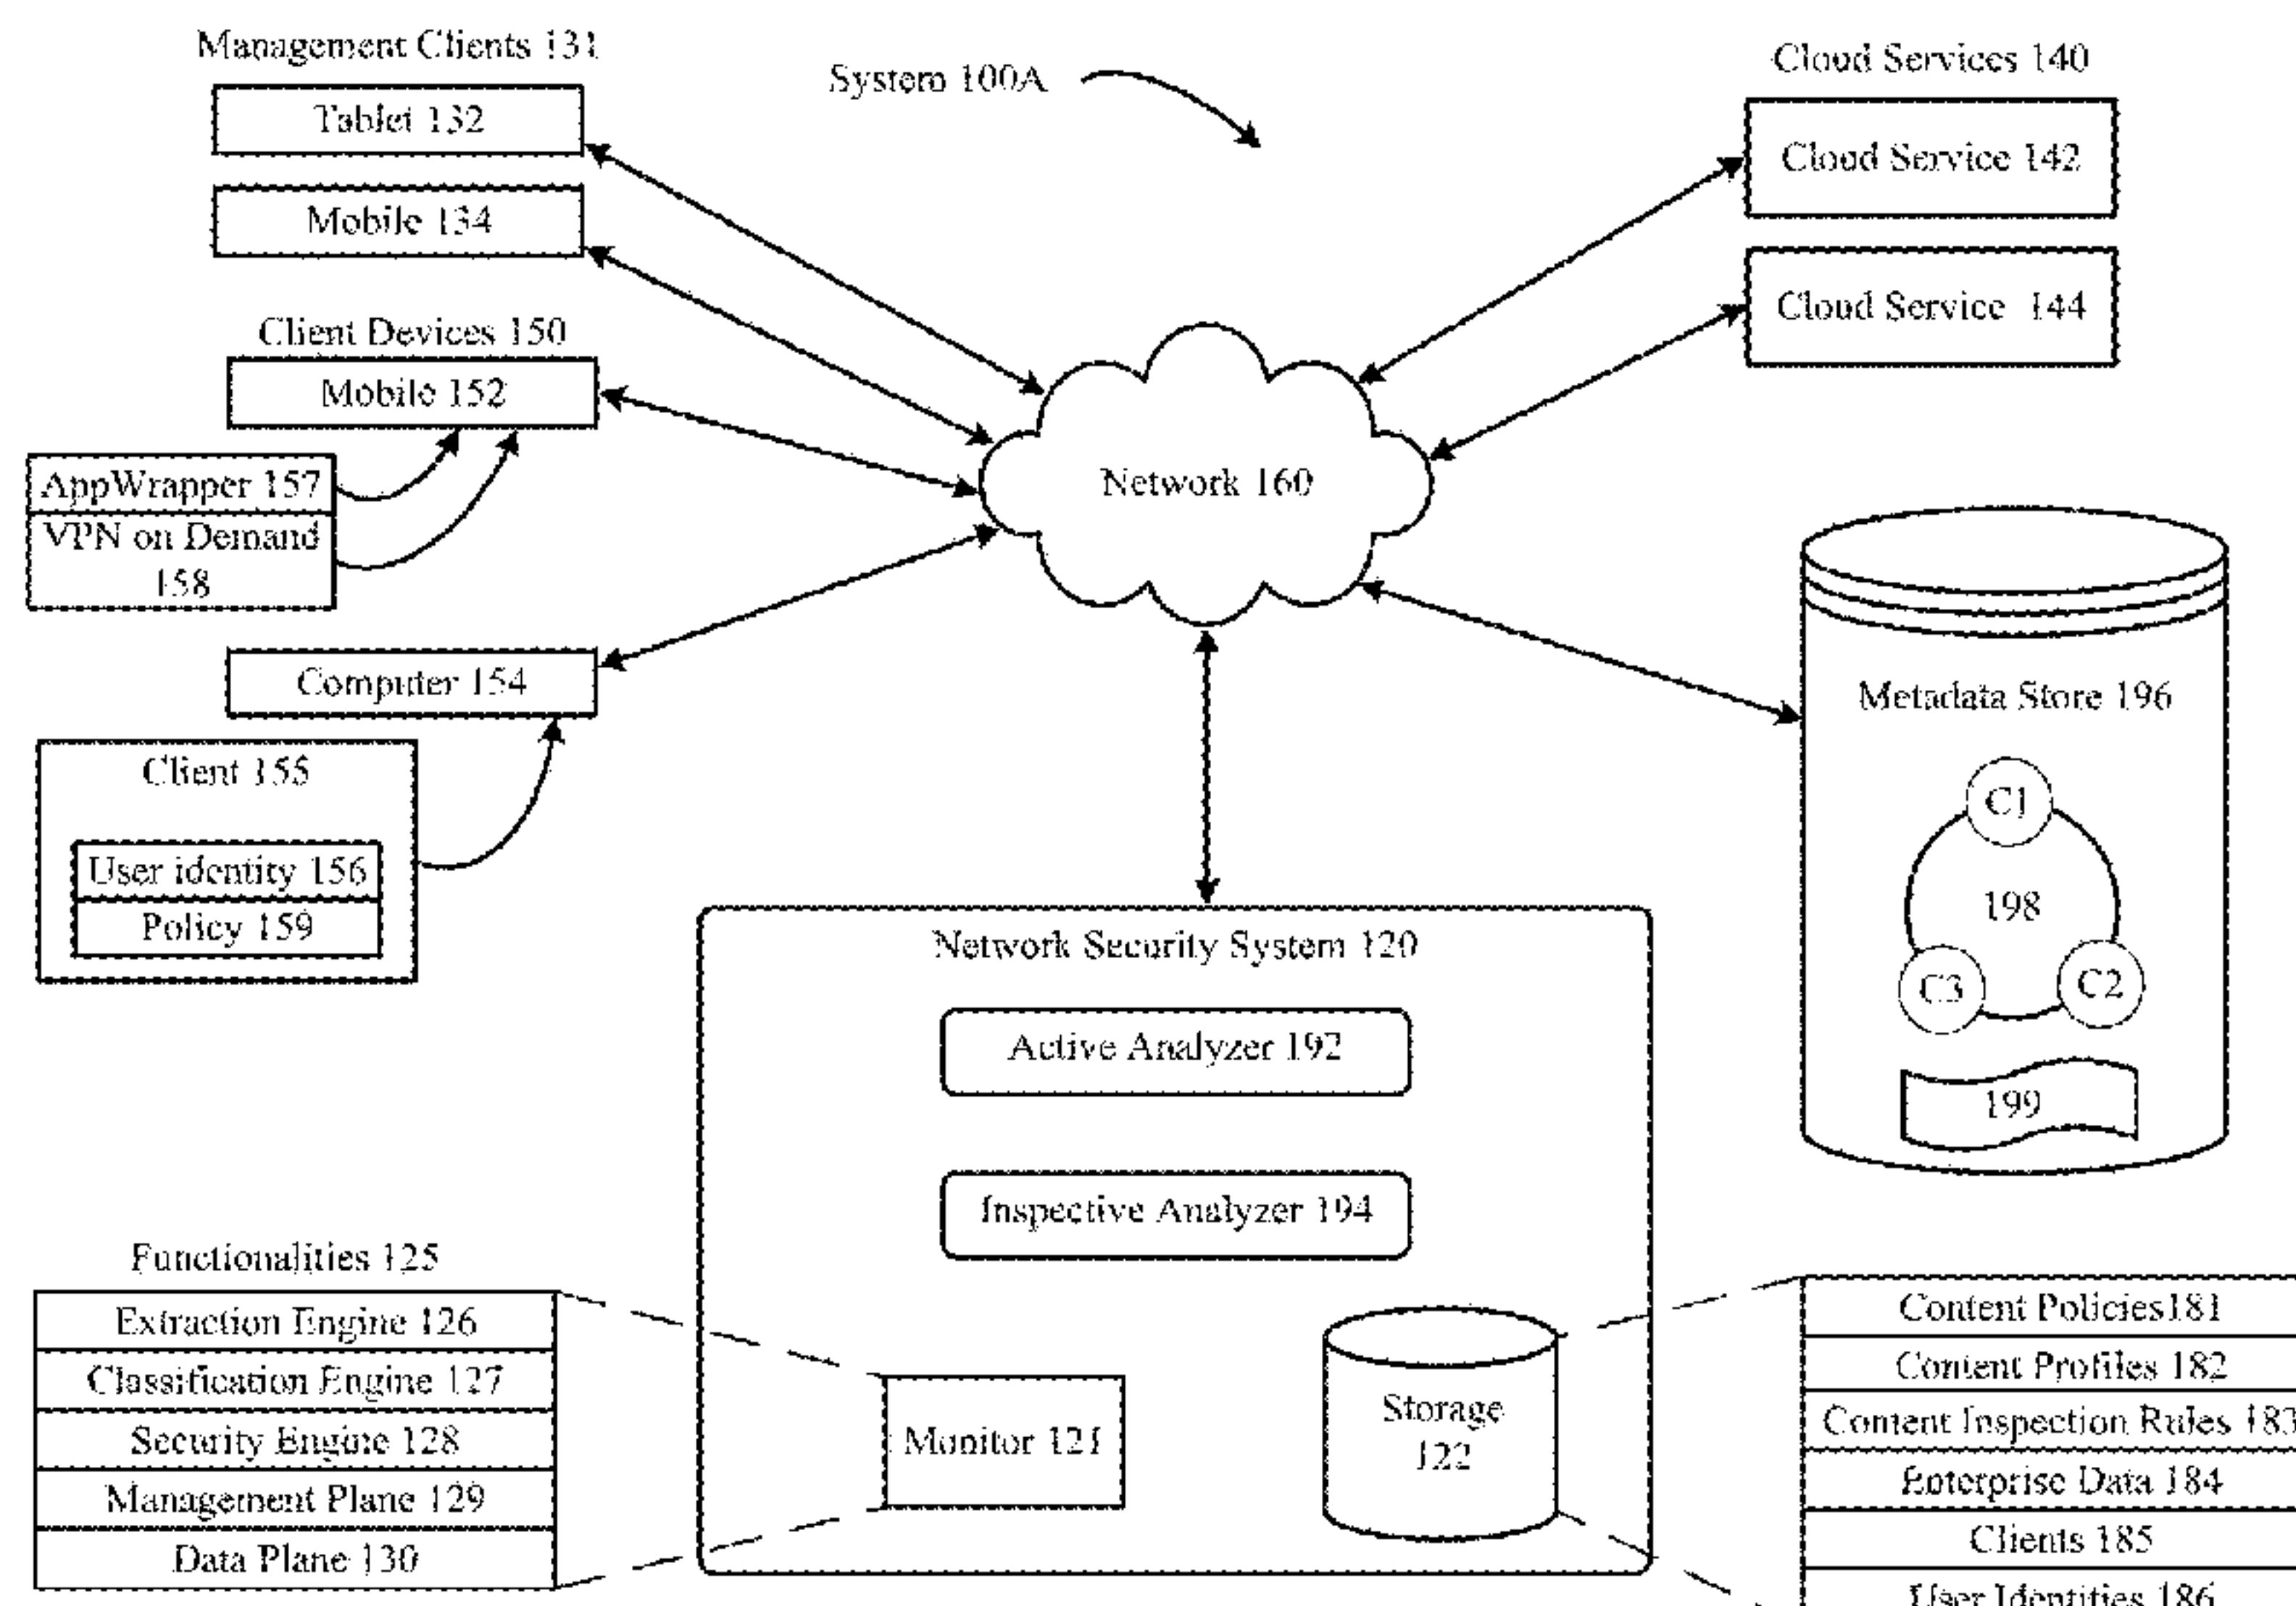 Management Clients 131
Tablet 132
Mobile 134
System 100A
Cloud Services 140
Cloud Service 142
Cloud Service 144
Client Devices 150
Mobile 152
AppWrapper 157
VPN on Demand
158
Computer 154
Client 155
User identity 156
Policy 159
Network 160
Metadata Store 196
C1
198
C3
C2
199
Network Security System 120
Active Analyzer 192
Inspective Analyzer 194
Monitor 121
Storage
122
Functionalities 125
Extraction Engine 126
Classification Engine 127
Security Engine 128
Management Plane 129
Data Plane 130
Content Policies181
Content Profiles 182
Content Inspection Rules 183
Enterprise Data 184
Clients 185
User Identities 186